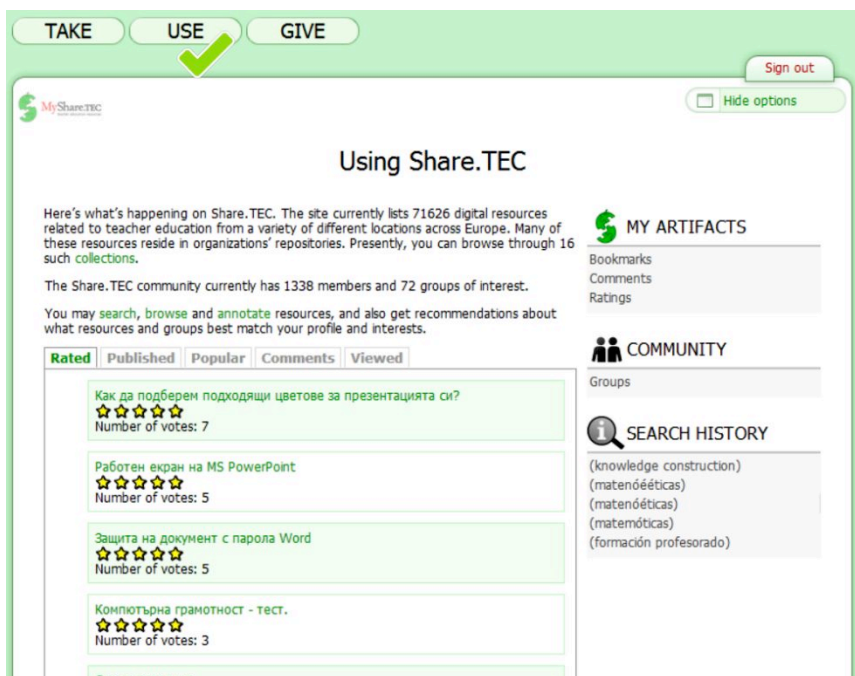 TAKE
USE
GIVE
Sign out
MyShare.TEC
Hide options
Using Share.TEC
Here's what's happening on Share.TEC. The site currently lists 71626 digital resources
related to teacher education from a variety of different locations across Europe. Many of
these resources reside in organizations' repositories. Presently, you can browse through 16
such collections.
The Share.TEC community currently has 1338 members and 72 groups of interest.
You may search, browse and annotate resources, and also get recommendations about
what resources and groups best match your profile and interests.
Rated Published Popular Comments Viewed
Как да подберем подходящи цветове за презентацията си?
Number of votes: 7
Работен екран на MS PowerPoint
Number of votes: 5
Защита на документ с парола Word
Number of votes: 5
Компютърна грамотност - тест.
Number of votes: 3
MY ARTIFACTS
Bookmarks
Comments
Ratings
COMMUNITY
Groups
SEARCH HISTORY
(knowledge construction)
(matenóééticas)
(matenóéticas)
(matemóticas)
(formación profesorado)